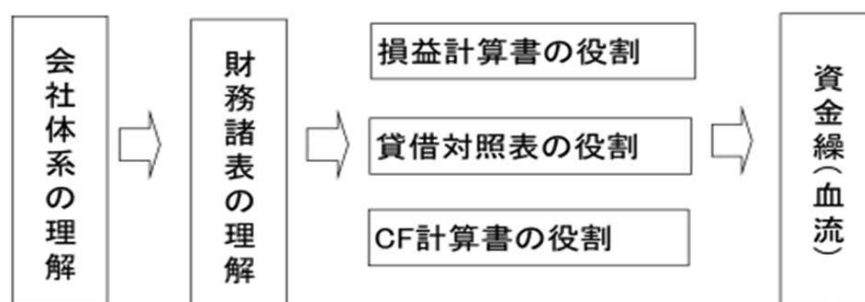 会社体系の理解
財務諸表の理解
損益計算書の役割
貸借対照表の役割
CF計算書の役割
資金繰(血流)